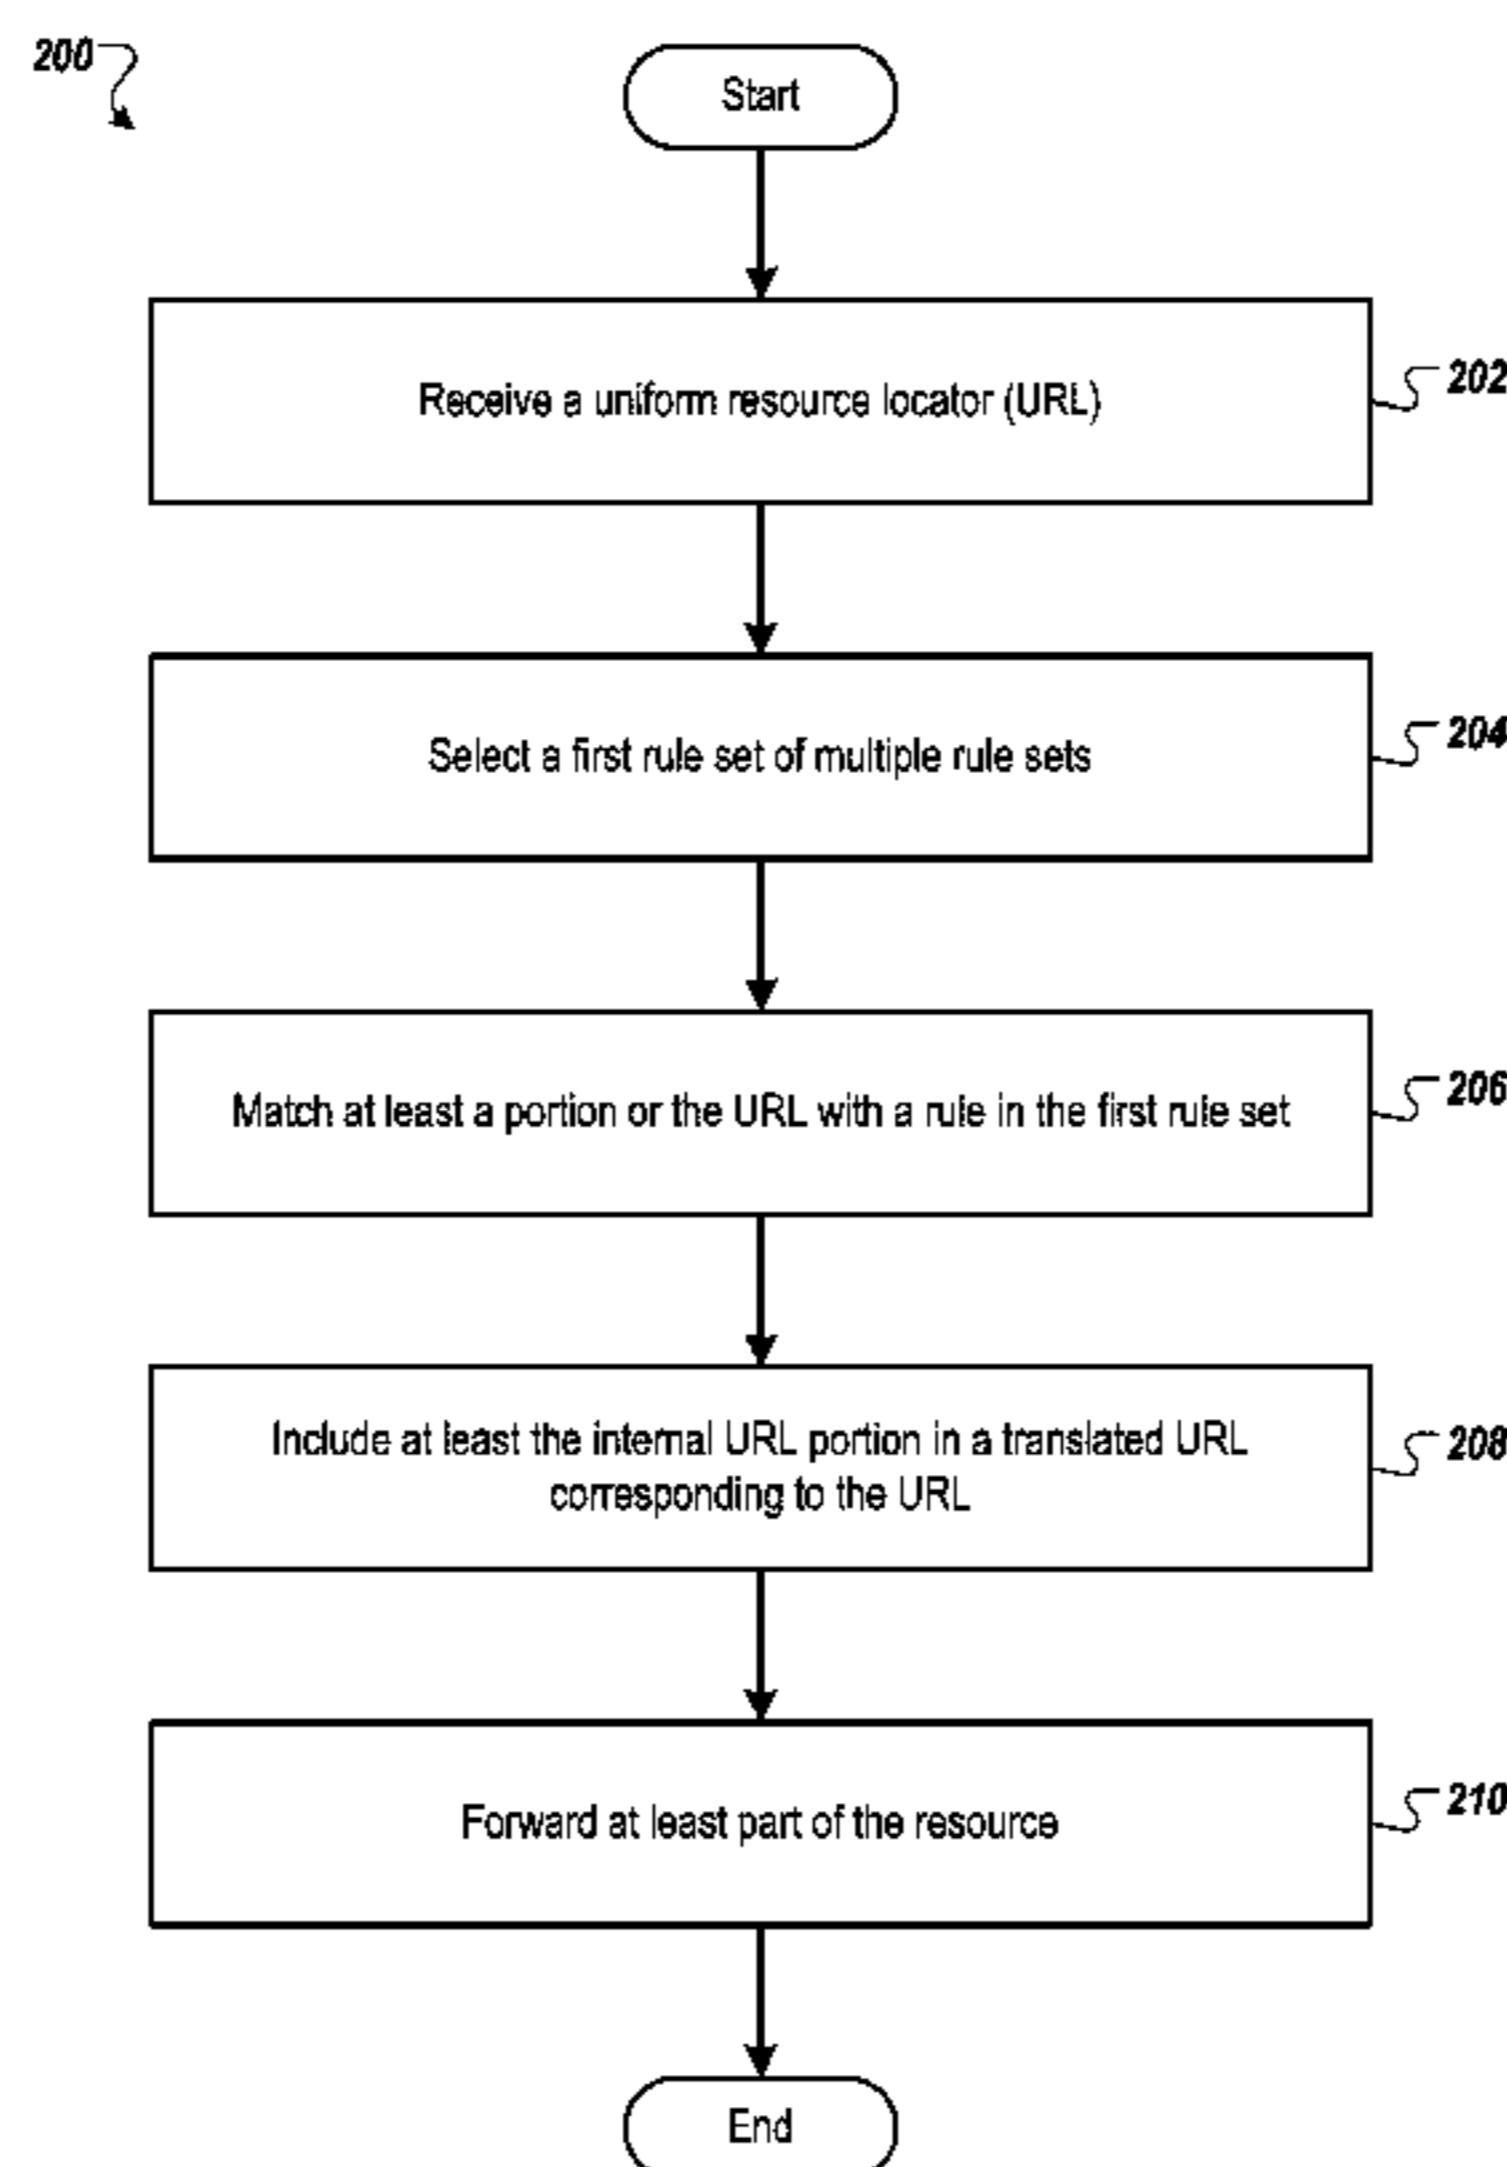 200
Start
Receive a uniform resource locator (URL)
202
Select a first rule set of multiple rule sets
204
Match at least a portion or the URL with a rule in the first rule set
206
Include at least the internal URL portion in a translated URL
corresponding to the URL
208
Forward at least part of the resource
210
End